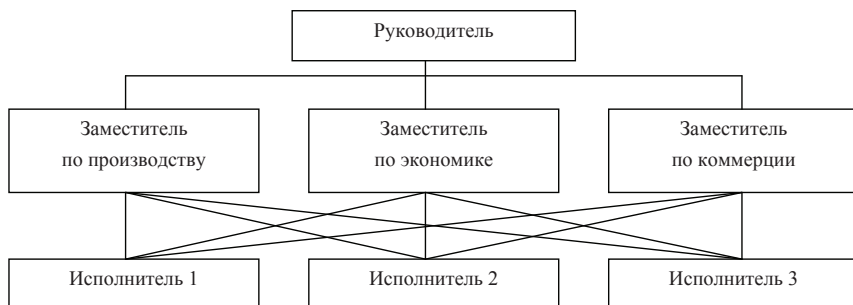 Руководитель
Заместитель
по производству
Заместитель
по экономике
Заместитель
по коммерции
Исполнитель 1
Исполнитель 2
Исполнитель 3